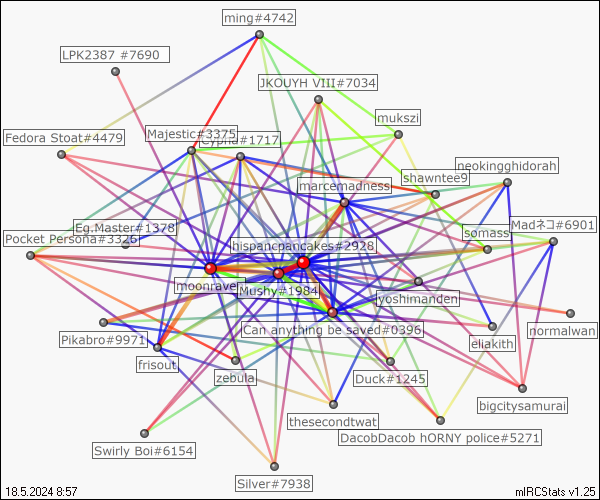 ming#4742
LPK2387 #7690
JKOUYH VIII#7034
mukszi
Fedora Stoat#4479
Majestic#3375
Cypha#1717
neokingghidorah
shawntee9
marcemadness
Eg.Master#1378
Madネコ#6901
Pocket Persona#3326
hispancpancakes#2928
somass
moonrave
Mushy#1984
yoshimanden
Can anything be saved#0396
normalwan
Pikabro#9971
eliakith
frisout
zebula
Duck#1245
bigcitysamurai
thesecondtwat
DacobDacob hORNY police#5271
Swirly Boi#6154
Silver#7938
18.5.2024 8:57
mIRCStats v1.25